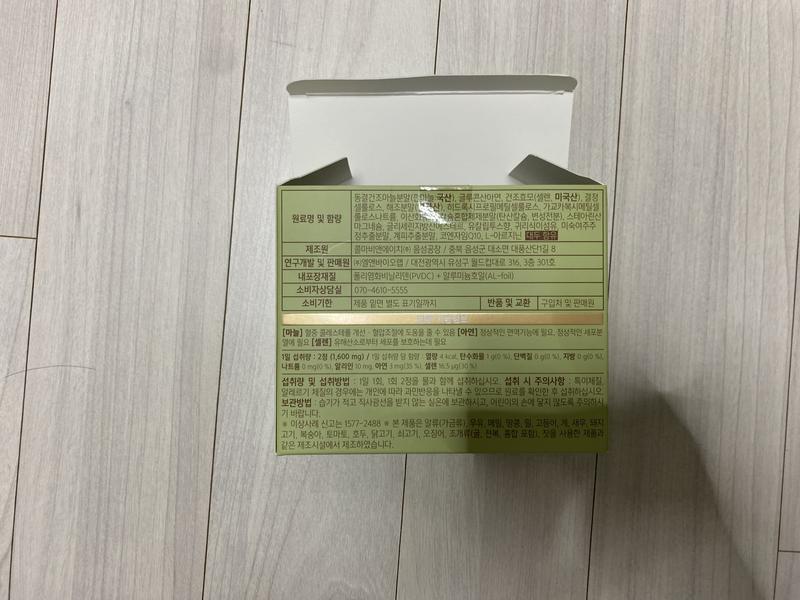 원료명 및 함량
동결건조마늘분말(마늘:국산), 글루콘산아연, 건조효모(셀렌, 미국산), 결정
셀룰로스, 해조분말 히드록시프로필메틸셀룰로스, 가교카복시메틸셀
룰로스나트륨, 혼합제제분말(탄산칼슘, 변성전분), 스테아린산
마그네슘, 글리세린지방산에스테르, 유칼립투스향, 귀리식이섬유, 미숙여주주
정추출분말, 계피추출분말, 코엔자임Q10, L-아르지닌 대두 함유
제조원 콜마비앤에이치㈜ 음성공장 / 충북 음성군 대소면 대풍산단1길 8
연구개발 및 판매원 ㈜엘앤바이오랩 / 대전광역시 유성구 월드컵대로 316, 3층 301호
내포장재질 폴리염화비닐리덴(PVDC) + 알루미늄호일(AL-foil)
소비자상담실 070-4610-5555
소비기한 제품 밑면 별도 표기일까지 반품 및 교환 구입처 및 판매원
[마늘] 혈중 콜레스테롤 개선 · 혈압조절에 도움을 줄 수 있음 [아연] 정상적인 면역기능에 필요, 정상적인 세포분
열에 필요 [셀렌] 유해산소로부터 세포를 보호하는데 필요
1일 섭취량 : 2정 (1,600 mg) / 1일 섭취량 당 함량 : 열량 4 kcal, 탄수화물 1 g(0 %), 단백질 0 g(0 %), 지방 0 g(0 %),
나트륨 0 mg(0 %), 알리인 10 mg, 아연 3 mg(35 %), 셀렌 16.5 μg(30 %)
섭취량 및 섭취방법 : 1일 1회, 1회 2정을 물과 함께 섭취하십시오. 섭취 시 주의사항 : 특이체질,
알레르기 체질의 경우에는 개인에 따라 과민반응을 나타낼 수 있으므로 원료를 확인한 후 섭취하십시오.
보관방법 : 습기가 적고 직사광선을 받지 않는 실온에 보관하시고, 어린이의 손에 닿지 않도록 주의하시
기 바랍니다.
※ 이상사례 신고는 1577-2488 ※ 본 제품은 알류(가금류), 우유, 메밀, 땅콩, 밀, 고등어, 게, 새우, 돼지
고기, 복숭아, 토마토, 호두, 닭고기, 쇠고기, 오징어, 조개류(굴, 전복, 홍합 포함), 잣을 사용한 제품과
같은 제조시설에서 제조하였습니다.